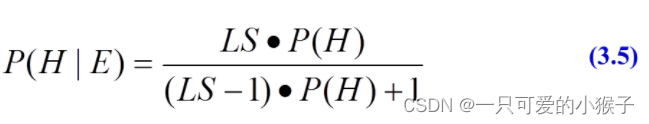 P(H | E) = LS • P(H) / (LS − 1) • P(H) + 1 (3.5)
CSDN @一只可爱的小猴子